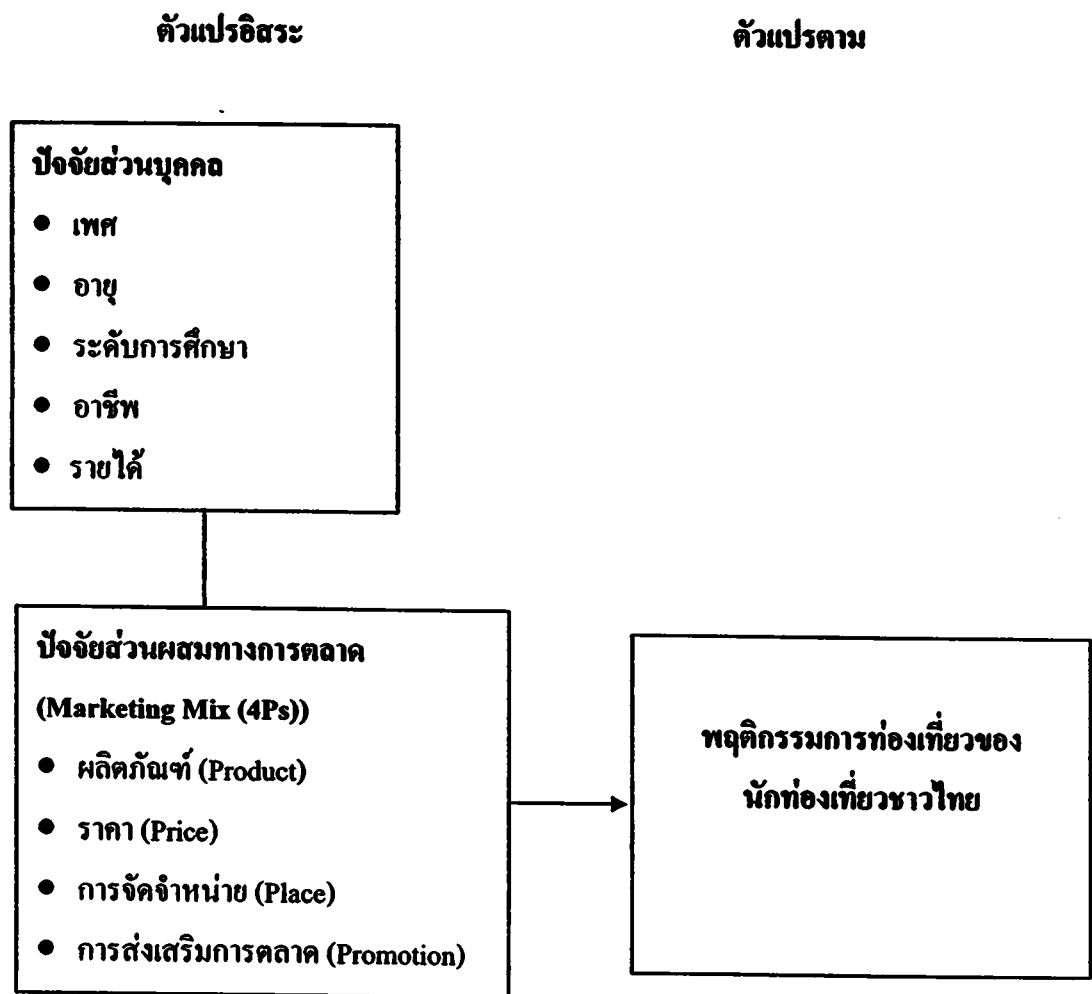 ตัวแปรอิสระ
ตัวแปรตาม
ปัจจัยส่วนบุคคล
● เพศ
● อายุ
● ระดับการศึกษา
● อาชีพ
● รายได้
ปัจจัยส่วนผสมทางการตลาด
(Marketing Mix (4Ps))
● ผลิตภัณฑ์ (Product)
● ราคา (Price)
● การจัดจำหน่าย (Place)
● การส่งเสริมการตลาด (Promotion)
พฤติกรรมการท่องเที่ยวของ
นักท่องเที่ยวชาวไทย